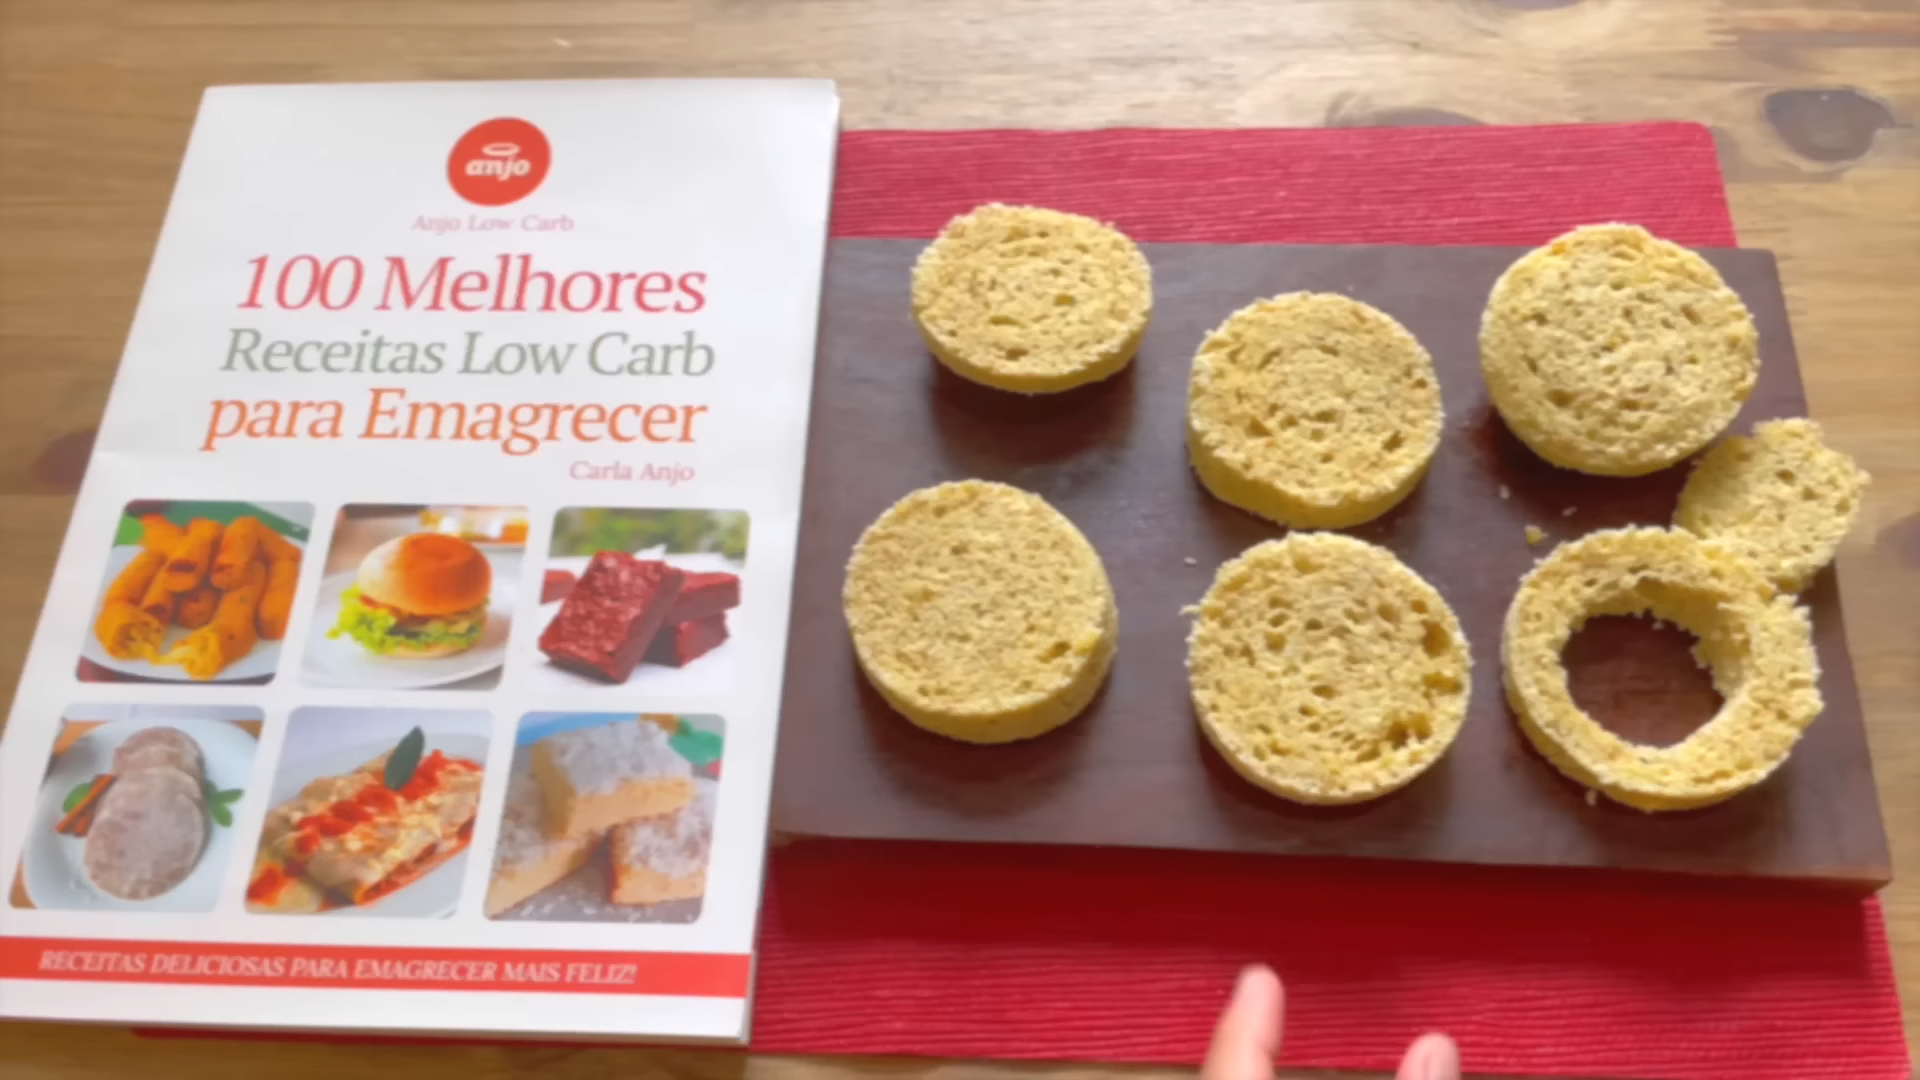 anjo
Anjo Low Carb
100 Melhores
Receitas Low Carb
para Emagrecer
Carla Anjo
RECEITAS DELICIOSAS PARA EMAGRECER MAIS FELIZ!